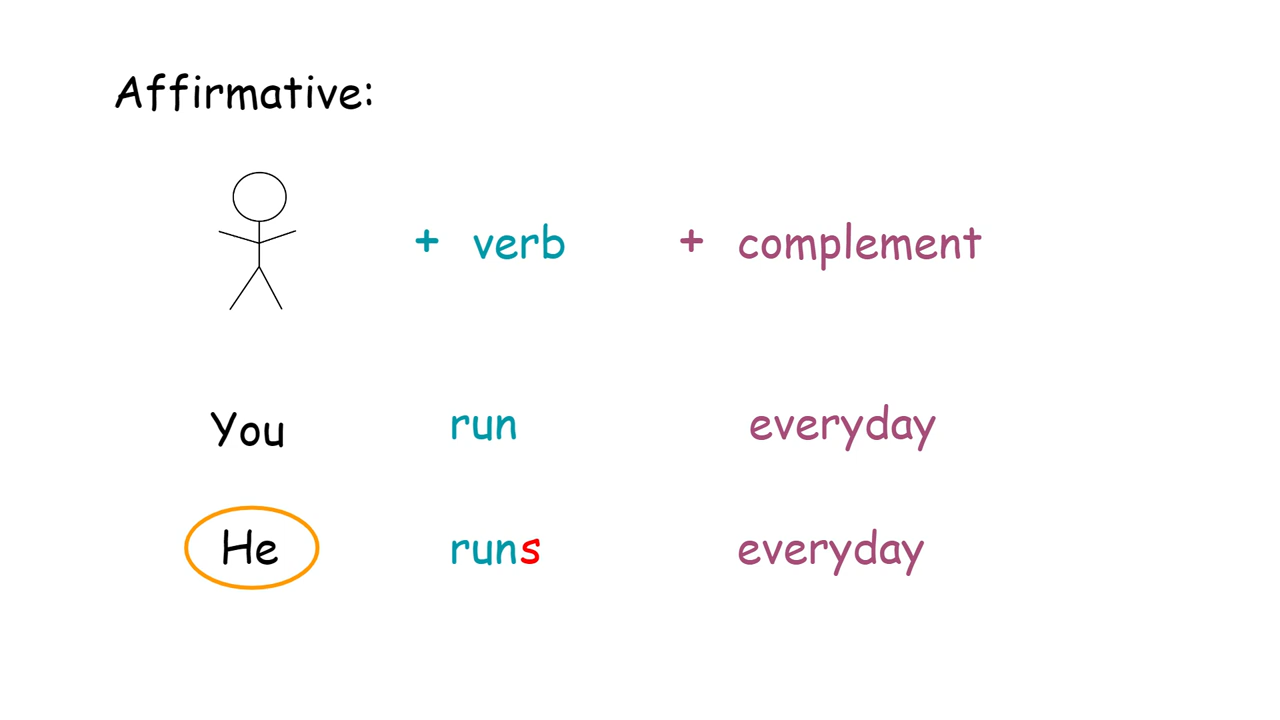 Affirmative:
+ verb + complement
You run everyday
He runs everyday